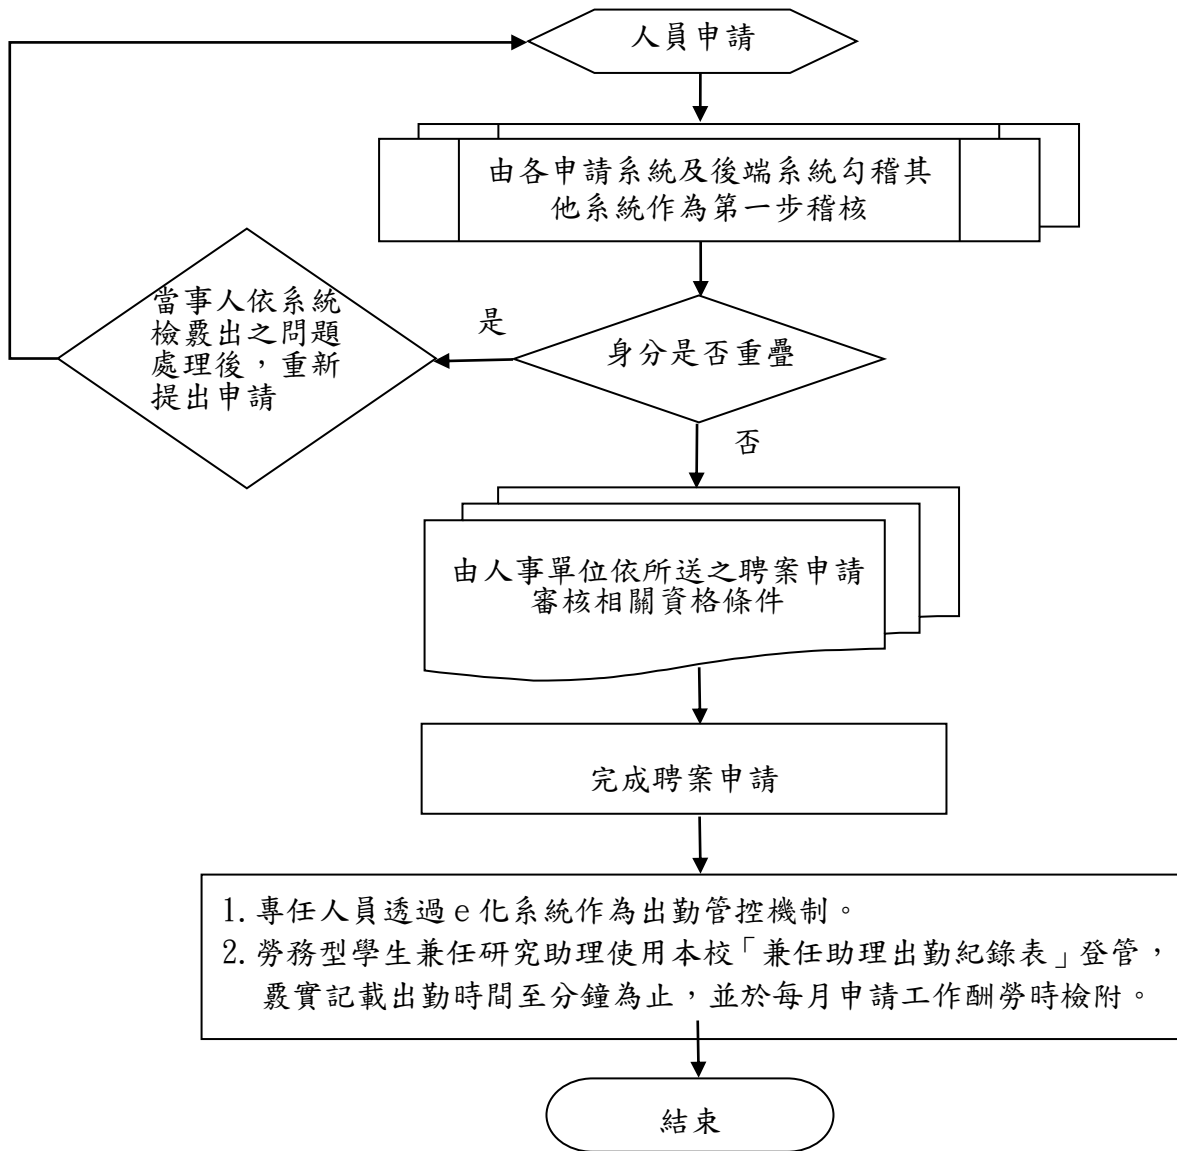 人員申請
由各申請系統及後端系統勾稽其
他系統作為第一步稽核
身分是否重疊
是
當事人依系統
檢覈出之問題
處理後，重新
提出申請
否
由人事單位依所送之聘案申請
審核相關資格條件
完成聘案申請
1. 專任人員透過 e 化系統作為出勤管控機制。
2. 勞務型學生兼任研究助理使用本校「兼任助理出勤紀錄表」登管，
覈實記載出勤時間至分鐘為止，並於每月申請工作酬勞時檢附。
結束